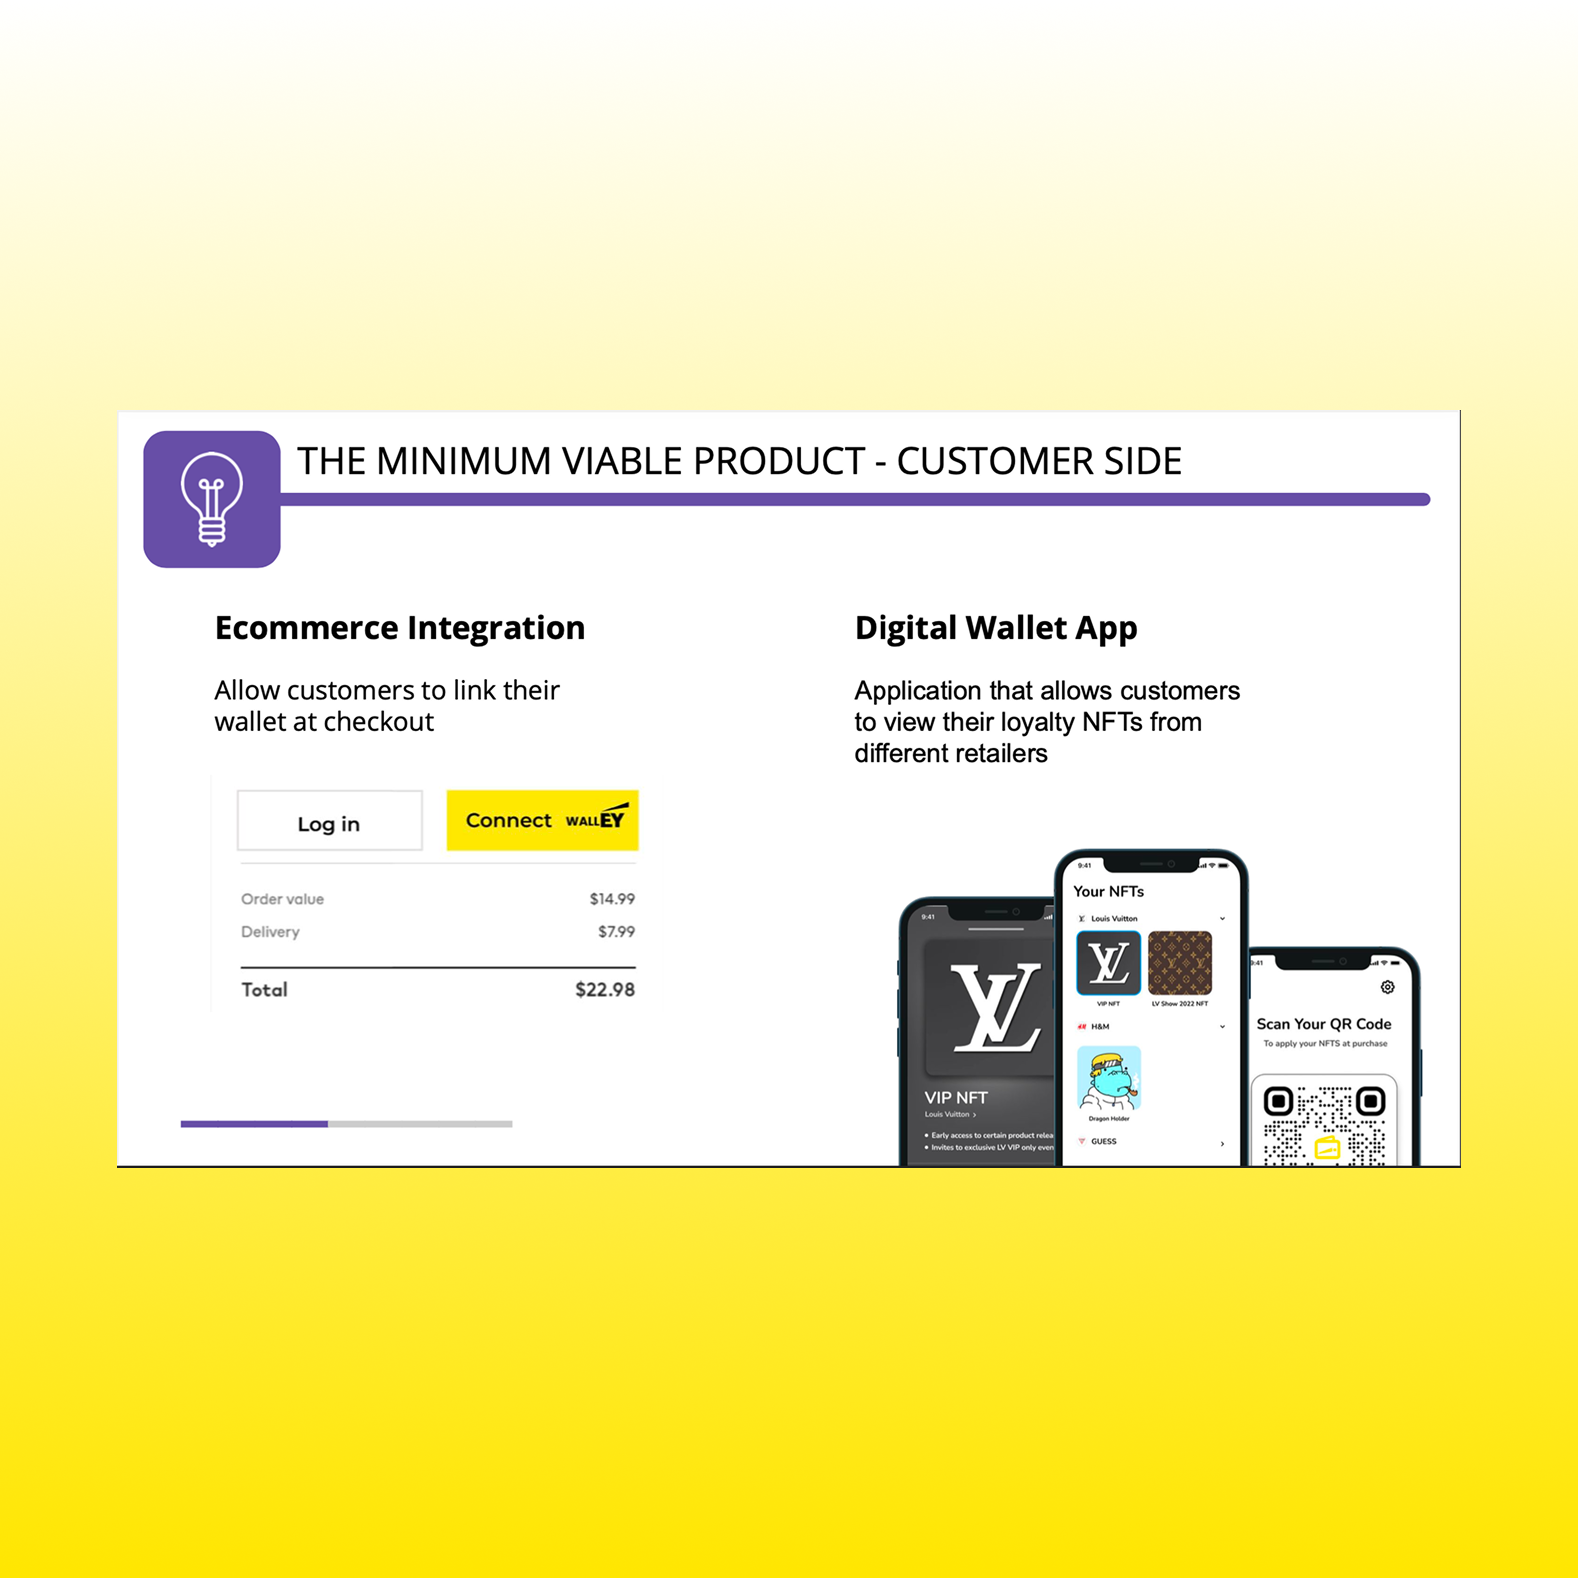 THE MINIMUM VIABLE PRODUCT - CUSTOMER SIDE
Ecommerce Integration
Allow customers to link their
wallet at checkout
Log in
Connect WALLEY
Order value $14.99
Delivery $7.99
Total $22.98
Digital Wallet App
Application that allows customers
to view their loyalty NFTs from
different retailers
9:41
LV
VIP NFT
Louis Vuitton >
• Early access to certain product relea
• Invites to exclusive LV VIP only even
9:41
Your NFTs
LV Louis Vuitton
LV
VIP NFT
LV Show 2022 NFT
H&M H&M
Dragon Holder
GUESS
9:41
Scan Your QR Code
To apply your NFTS at purchase